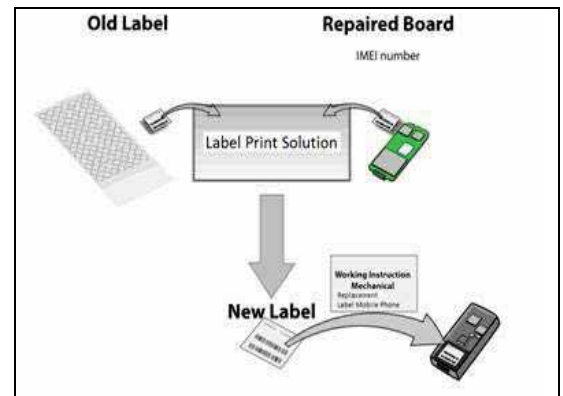 Old Label
Repaired Board
IMEI number
Label Print Solution
Working Instruction
Mechanical
Replacement
Label Mobile Phone
New Label